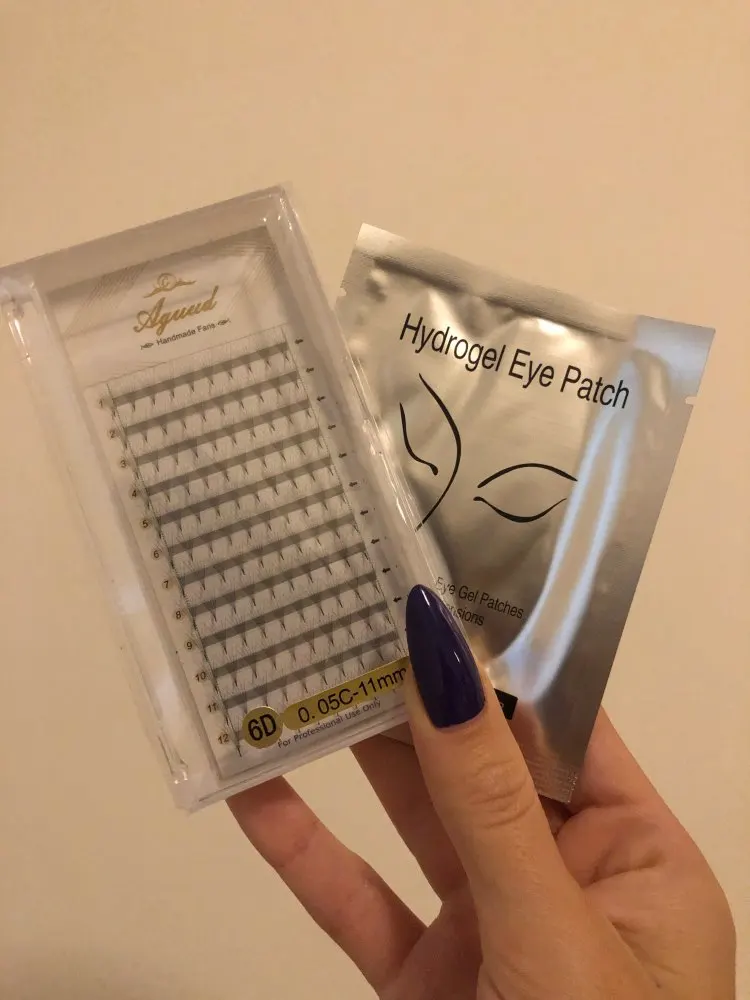 Aguud
Handmade Fans
1
2
3
4
5
6
7
8
9
10
11
12
6D
0.05C-11mm
For Professional Use Only
Hydrogel Eye Patch
Eye Gel Patches